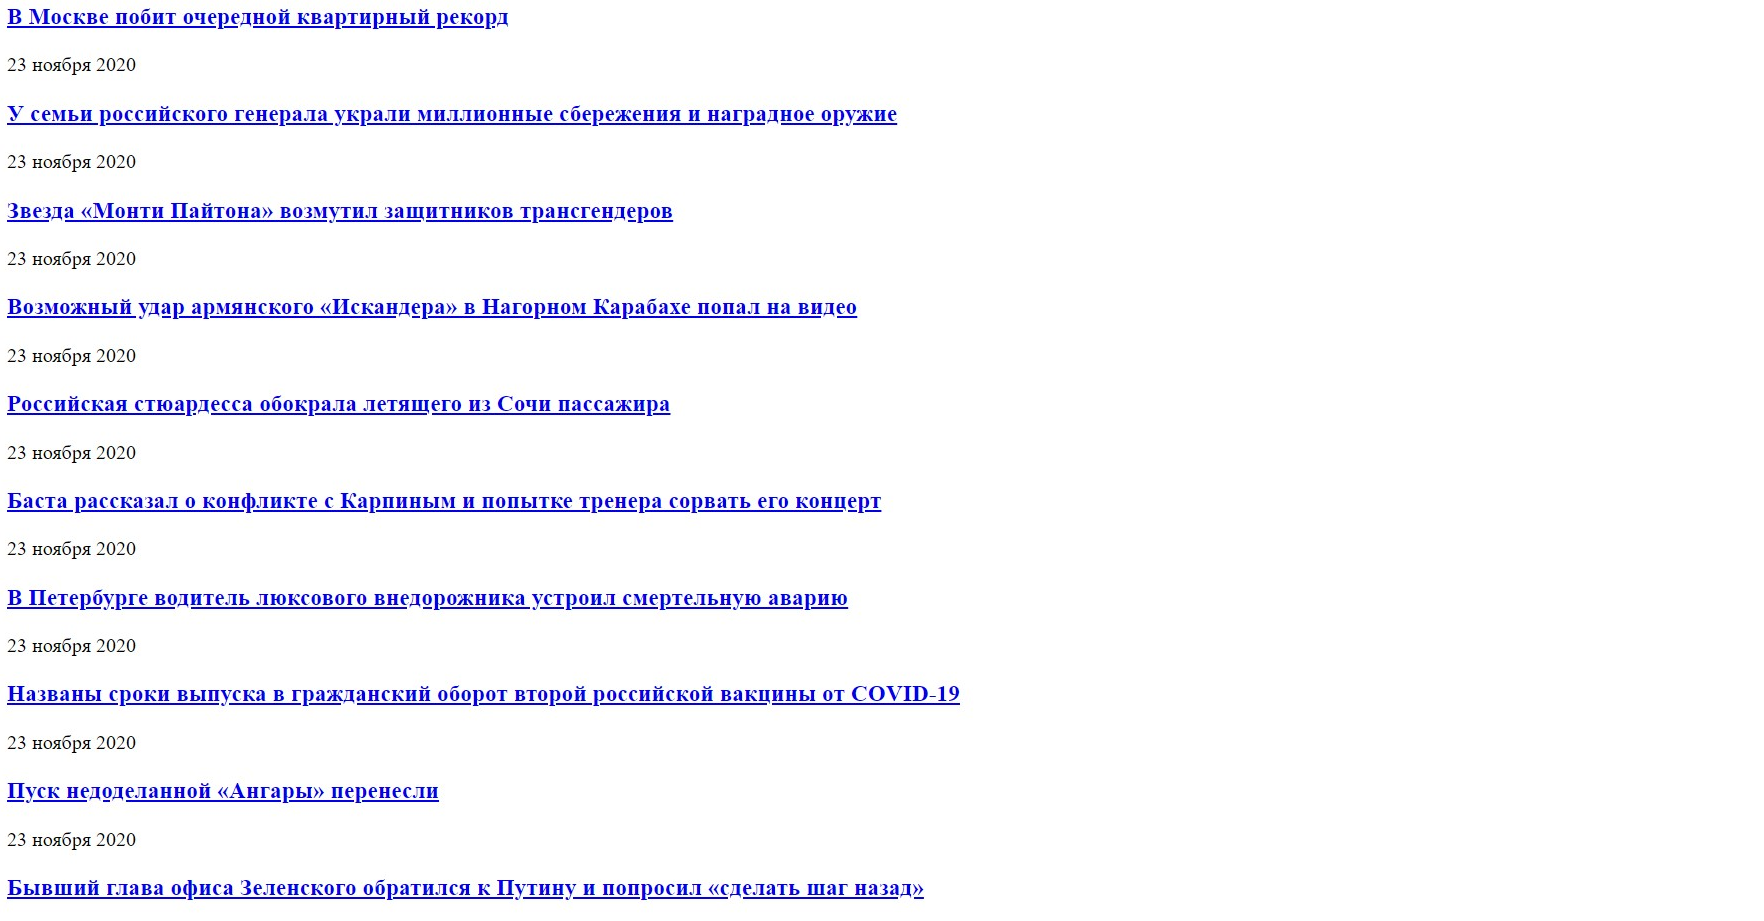 В Москве побит очередной квартирный рекорд
23 ноября 2020
У семьи российского генерала украли миллионные сбережения и наградное оружие
23 ноября 2020
Звезда «Монти Пайтона» возмутил защитников трансгендеров
23 ноября 2020
Возможный удар армянского «Искандера» в Нагорном Карабахе попал на видео
23 ноября 2020
Российская стюардесса обокрала летящего из Сочи пассажира
23 ноября 2020
Баста рассказал о конфликте с Карпиным и попытке тренера сорвать его концерт
23 ноября 2020
В Петербурге водитель люксового внедорожника устроил смертельную аварию
23 ноября 2020
Названы сроки выпуска в гражданский оборот второй российской вакцины от COVID-19
23 ноября 2020
Пуск недоделанной «Ангары» перенесли
23 ноября 2020
Бывший глава офиса Зеленского обратился к Путину и попросил «сделать шаг назад»